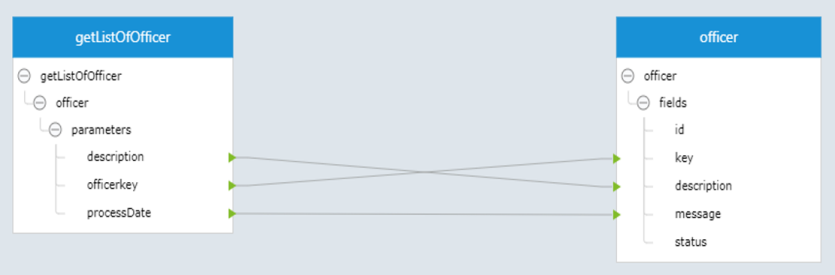 getListOfOfficer
getListOfOfficer
officer
parameters
description
officerkey
processDate
officer
officer
fields
id
key
description
message
status